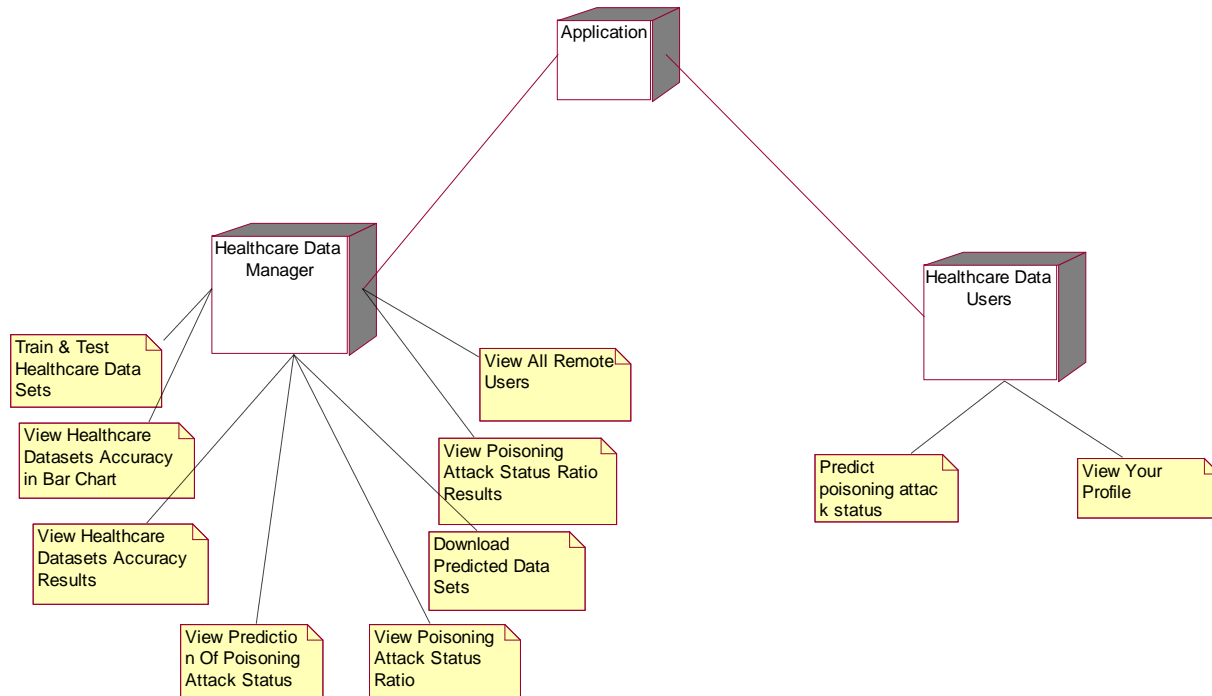 Application
Healthcare Data
Manager
Healthcare Data
Users
Train & Test
Healthcare Data
Sets
View All Remote
Users
View Healthcare
Datasets Accuracy
in Bar Chart
View Poisoning
Attack Status Ratio
Results
Predict
poisoning attac
k status
View Your
Profile
View Healthcare
Datasets Accuracy
Results
Download
Predicted Data
Sets
View Predictio
n Of Poisoning
Attack Status
View Poisoning
Attack Status
Ratio